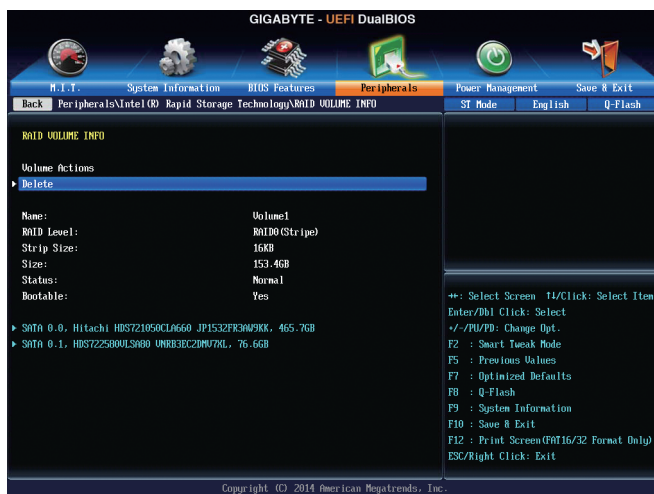 GIGABYTE - UEFI DualBIOS
M.I.T. System Information BIOS Features Peripherals Power Management Save & Exit
Back Peripherals\Intel(R) Rapid Storage Technology\RAID VOLUME INFO ST Mode English Q-Flash
RAID VOLUME INFO
Volume Actions
Delete
Name: Volume1
RAID Level: RAID0(Stripe)
Strip Size: 16KB
Size: 153.4GB
Status: Normal
Bootable: Yes
SATA 0.0, Hitachi HDS721050CLA660 JP1532FR3AW9KK, 465.7GB
SATA 0.1, HDS722580VLSA80 VNRB3EC2DMV7XL, 76.6GB
→←: Select Screen ↑↓/Click: Select Item
Enter/Dbl Click: Select
+/-/PU/PD: Change Opt.
F2 : Smart Tweak Mode
F5 : Previous Values
F7 : Optimized Defaults
F8 : Q-Flash
F9 : System Information
F10 : Save & Exit
F12 : Print Screen(FAT16/32 Format Only)
ESC/Right Click: Exit
Copyright (C) 2014 American Megatrends, Inc.